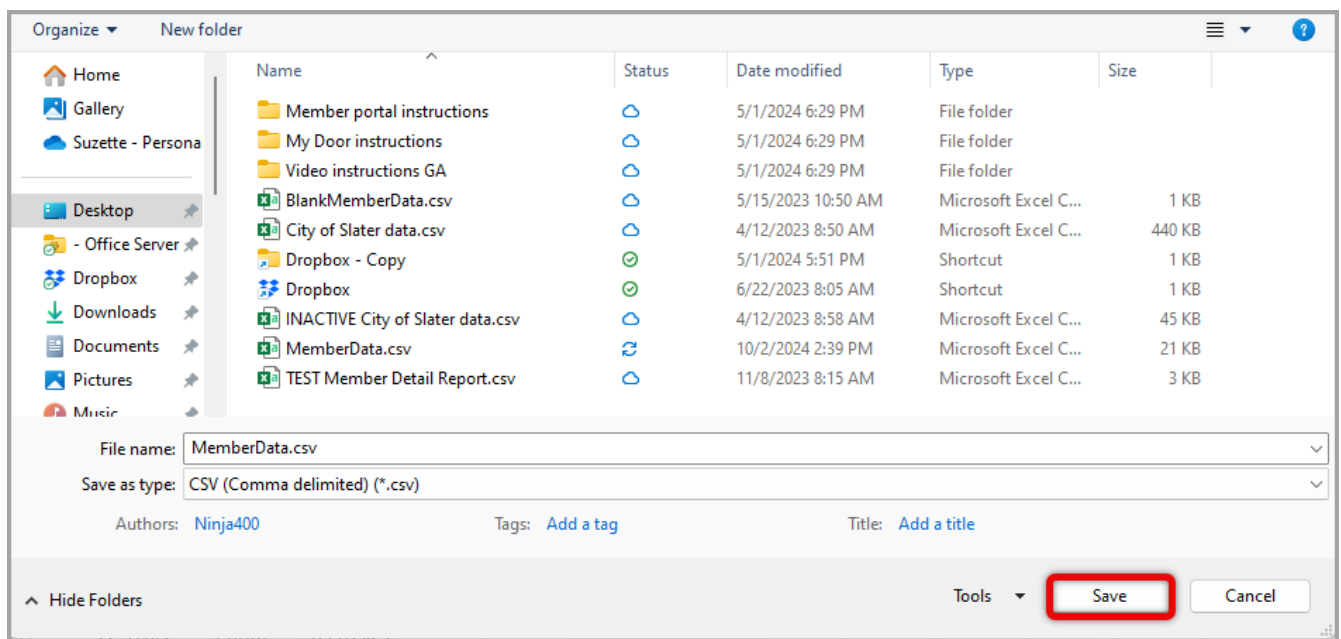 Organize New folder
Name Status Date modified Type Size
Home
Gallery
Suzette - Persona
Desktop
- Office Server
Dropbox
Downloads
Documents
Pictures
Music
Member portal instructions 5/1/2024 6:29 PM File folder
My Door instructions 5/1/2024 6:29 PM File folder
Video instructions GA 5/1/2024 6:29 PM File folder
BlankMemberData.csv 5/15/2023 10:50 AM Microsoft Excel C... 1 KB
City of Slater data.csv 4/12/2023 8:50 AM Microsoft Excel C... 440 KB
Dropbox - Copy 5/1/2024 5:51 PM Shortcut 1 KB
Dropbox 6/22/2023 8:05 AM Shortcut 1 KB
INACTIVE City of Slater data.csv 4/12/2023 8:58 AM Microsoft Excel C... 45 KB
MemberData.csv 10/2/2024 2:39 PM Microsoft Excel C... 21 KB
TEST Member Detail Report.csv 11/8/2023 8:15 AM Microsoft Excel C... 3 KB
File name: MemberData.csv
Save as type: CSV (Comma delimited) (*.csv)
Authors: Ninja400 Tags: Add a tag Title: Add a title
Hide Folders Tools Save Cancel